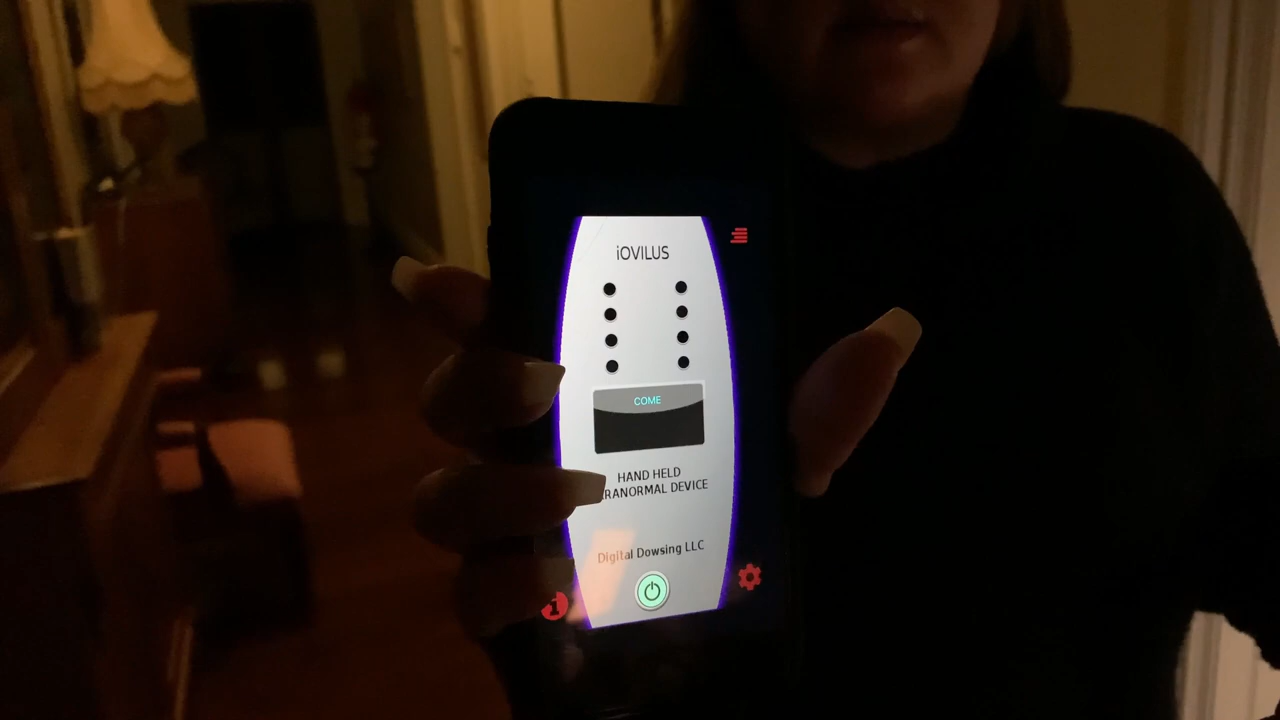 iOVILUS
COME
HAND HELD
RANORMAL DEVICE
Digital Dowsing LLC